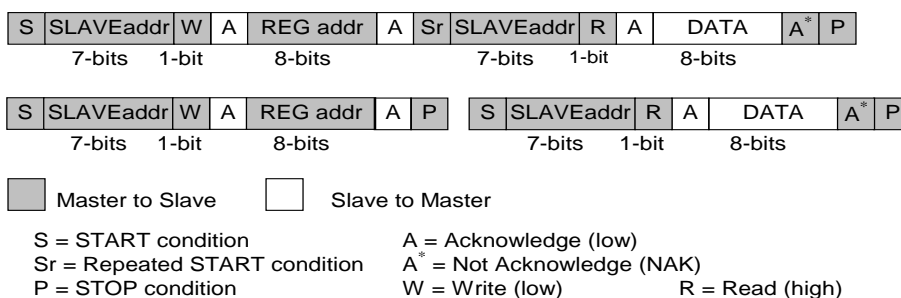 S SLAVEaddr W A REG addr A Sr SLAVEaddr R A DATA A* P
7-bits 1-bit 8-bits 7-bits 1-bit 8-bits
S SLAVEaddr W A REG addr A P S SLAVEaddr R A DATA A* P
7-bits 1-bit 8-bits 7-bits 1-bit 8-bits
Master to Slave Slave to Master
S = START condition A = Acknowledge (low)
Sr = Repeated START condition A* = Not Acknowledge (NAK)
P = STOP condition W = Write (low) R = Read (high)